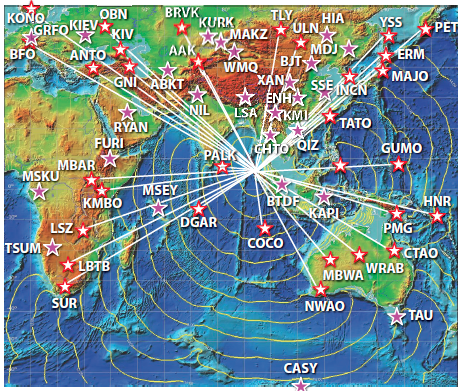 KONO
GRFQ
KIEV
OBN
BRVK
KURK
TLY
HIA
YSS
PET
BFO
ANTO
KIV
AAK
MAKZ
ULN
MDJ
ERM
GNI
ABKT
WMQ
BJT
MAJO
XAN
SSE
INCN
NIL
LSA
ENH
KMI
TATO
RYAN
CHTO
QIZ
FURI
PALK
GUMO
MBAR
MSKU
KMBO
MSEY
BTDF
KAPI
HNR
DGAR
PMG
LSZ
COCO
CTAO
TSUM
LBTB
WRAB
MBWA
SUR
NWAO
TAU
CASY